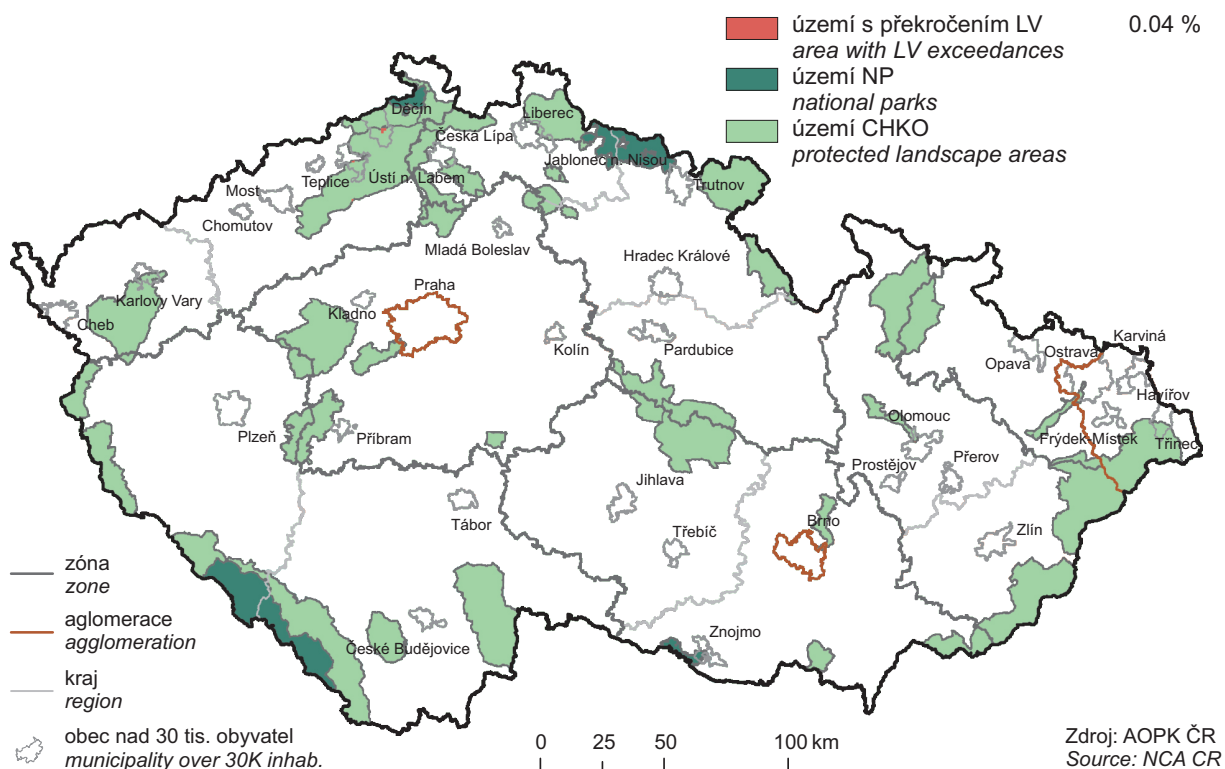 území s překročením LV 0.04 %
area with LV exceedances
území NP
national parks
území CHKO
protected landscape areas
Děčín
Liberec
Česká Lípa
Jablonec n. Nisou
Teplice
Ústí n. Labem
Trutnov
Most
Chomutov
Mladá Boleslav
Hradec Králové
Karlovy Vary
Praha
Cheb
Kladno
Kolín
Pardubice
Karviná
Opava
Ostrava
Havířov
Plzeň
Příbram
Olomouc
Frýdek-Místek
Třinec
Prostějov
Přerov
Jihlava
Tábor
Třebíč
Brno
Zlín
České Budějovice
Znojmo
zóna
zone
aglomerace
agglomeration
kraj
region
obec nad 30 tis. obyvatel
municipality over 30K inhab.
0 25 50 100 km
Zdroj: AOPK ČR
Source: NCA CR